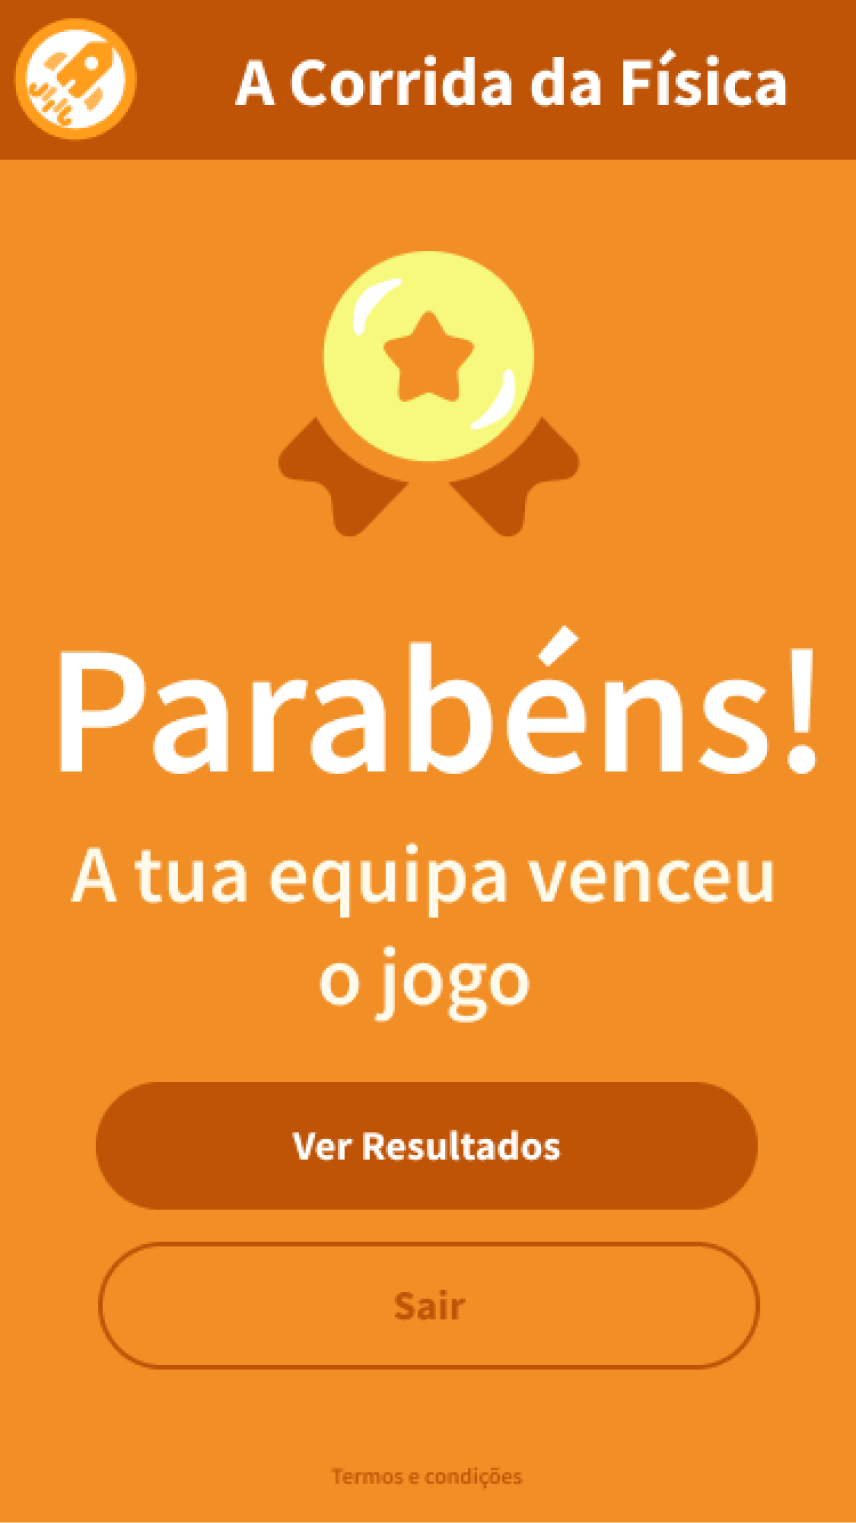 A Corrida da Física
Parabéns!
A tua equipa venceu
o jogo
Ver Resultados
Sair
Termos e condições